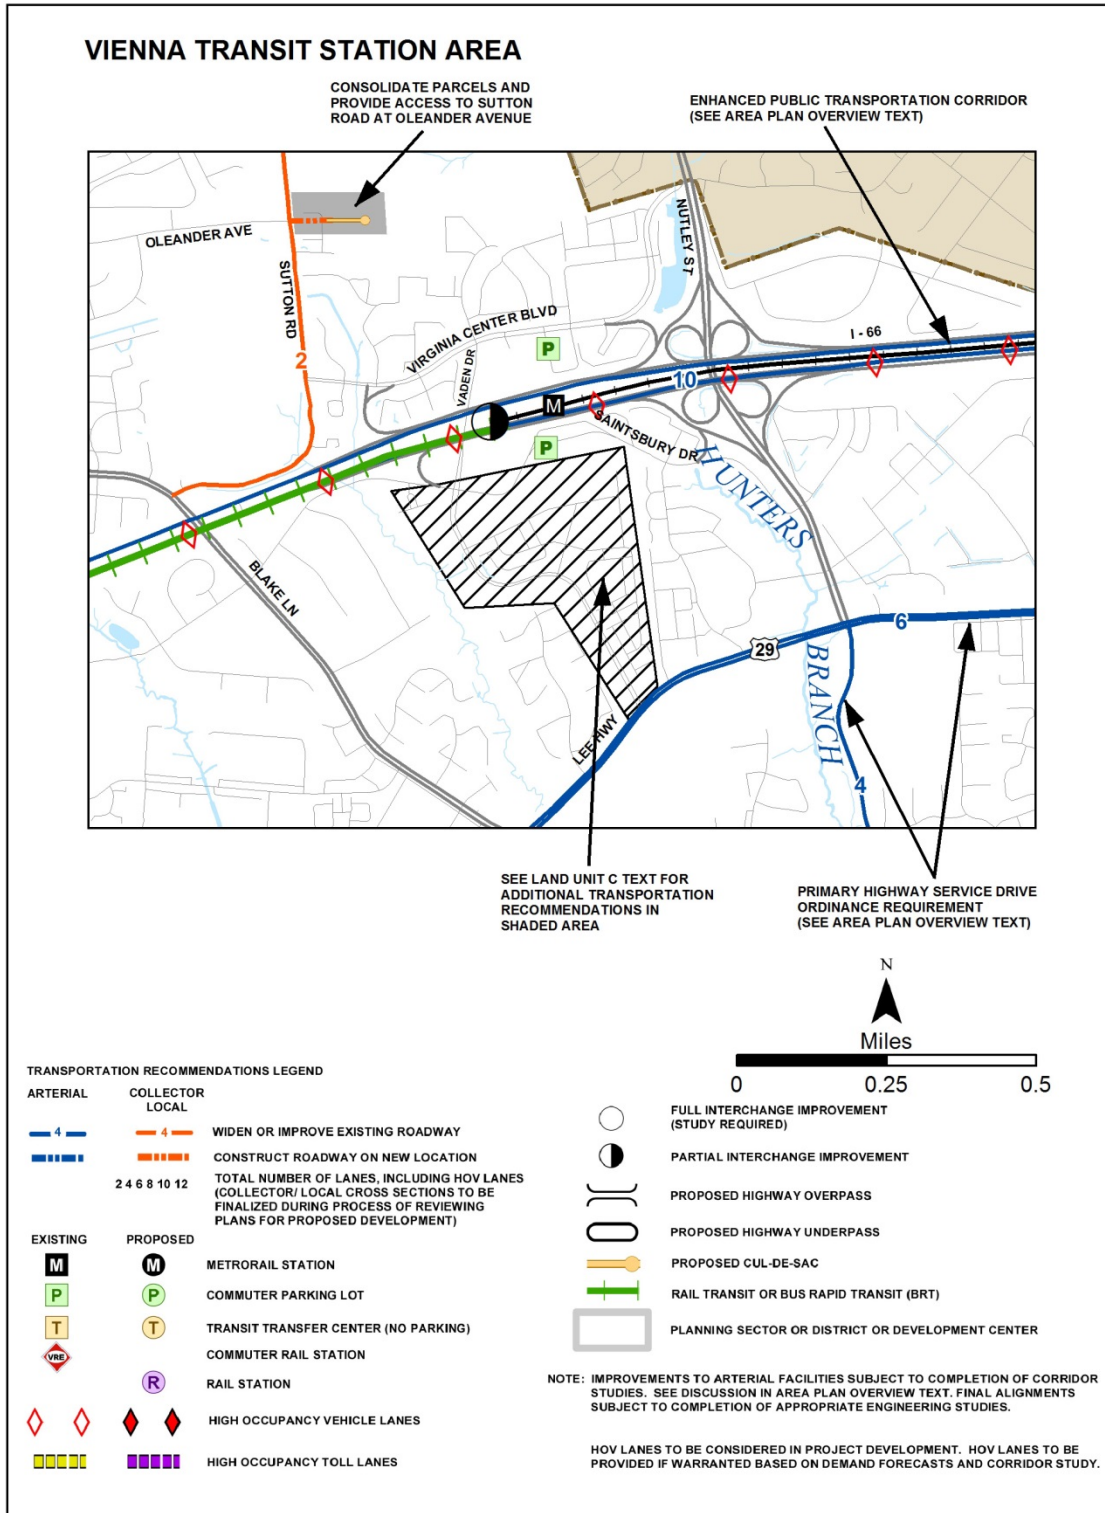 VIENNA TRANSIT STATION AREA
CONSOLIDATE PARCELS AND
PROVIDE ACCESS TO SUTTON
ROAD AT OLEANDER AVENUE
ENHANCED PUBLIC TRANSPORTATION CORRIDOR
(SEE AREA PLAN OVERVIEW TEXT)
OLEANDER AVE
SUTTON RD
2
NUTLEY ST
VIRGINIA CENTER BLVD
VADEN DR
I - 66
P
10
M
SAINTSBURY DR
P
HUNTERS
BRANCH
BLAKE LN
6
29
LEE HWY
4
SEE LAND UNIT C TEXT FOR
ADDITIONAL TRANSPORTATION
RECOMMENDATIONS IN
SHADED AREA
PRIMARY HIGHWAY SERVICE DRIVE
ORDINANCE REQUIREMENT
(SEE AREA PLAN OVERVIEW TEXT)
N
Miles
0 0.25 0.5
TRANSPORTATION RECOMMENDATIONS LEGEND
ARTERIAL COLLECTOR
LOCAL
4 4 WIDEN OR IMPROVE EXISTING ROADWAY
CONSTRUCT ROADWAY ON NEW LOCATION
2 4 6 8 10 12 TOTAL NUMBER OF LANES, INCLUDING HOV LANES
(COLLECTOR/ LOCAL CROSS SECTIONS TO BE
FINALIZED DURING PROCESS OF REVIEWING
PLANS FOR PROPOSED DEVELOPMENT)
EXISTING PROPOSED
M M METRORAIL STATION
P P COMMUTER PARKING LOT
T T TRANSIT TRANSFER CENTER (NO PARKING)
VRE COMMUTER RAIL STATION
R RAIL STATION
HIGH OCCUPANCY VEHICLE LANES
HIGH OCCUPANCY TOLL LANES
FULL INTERCHANGE IMPROVEMENT
(STUDY REQUIRED)
PARTIAL INTERCHANGE IMPROVEMENT
PROPOSED HIGHWAY OVERPASS
PROPOSED HIGHWAY UNDERPASS
PROPOSED CUL-DE-SAC
RAIL TRANSIT OR BUS RAPID TRANSIT (BRT)
PLANNING SECTOR OR DISTRICT OR DEVELOPMENT CENTER
NOTE: IMPROVEMENTS TO ARTERIAL FACILITIES SUBJECT TO COMPLETION OF CORRIDOR
STUDIES. SEE DISCUSSION IN AREA PLAN OVERVIEW TEXT. FINAL ALIGNMENTS
SUBJECT TO COMPLETION OF APPROPRIATE ENGINEERING STUDIES.
HOV LANES TO BE CONSIDERED IN PROJECT DEVELOPMENT. HOV LANES TO BE
PROVIDED IF WARRANTED BASED ON DEMAND FORECASTS AND CORRIDOR STUDY.